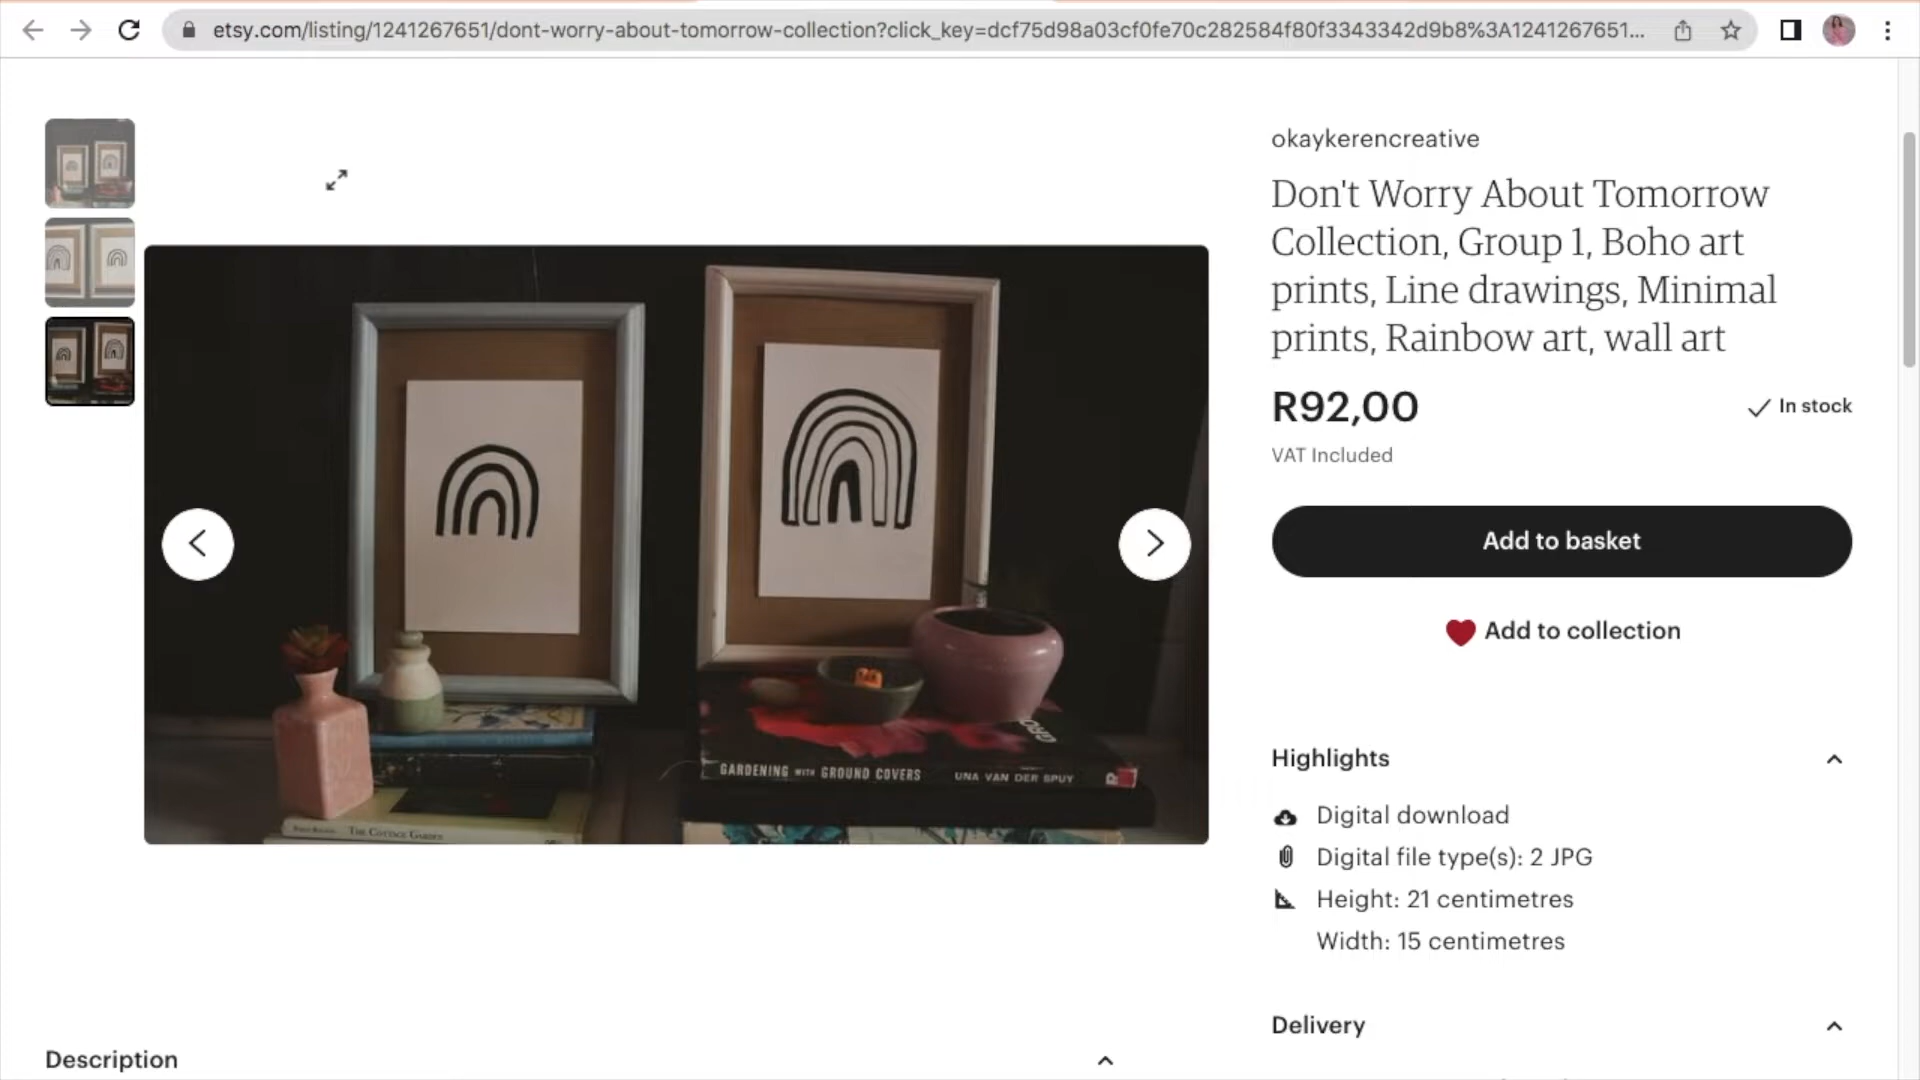 etsy.com/listing/1241267651/dont-worry-about-tomorrow-collection?click_key=dcf75d98a03cf0fe70c282584f80f3343342d9b8%3A1241267651...
okaykerencreative
Don't Worry About Tomorrow
Collection, Group 1, Boho art
prints, Line drawings, Minimal
prints, Rainbow art, wall art
R92,00
In stock
VAT Included
Add to basket
Add to collection
GARDENING WITH GROUND COVERS UNA VAN DER SPUY
THE COTTAGE GARDEN
Highlights
Digital download
Digital file type(s): 2 JPG
Height: 21 centimetres
Width: 15 centimetres
Delivery
Description